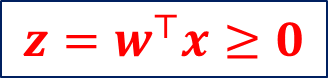 z = w⊤x ≥ 0